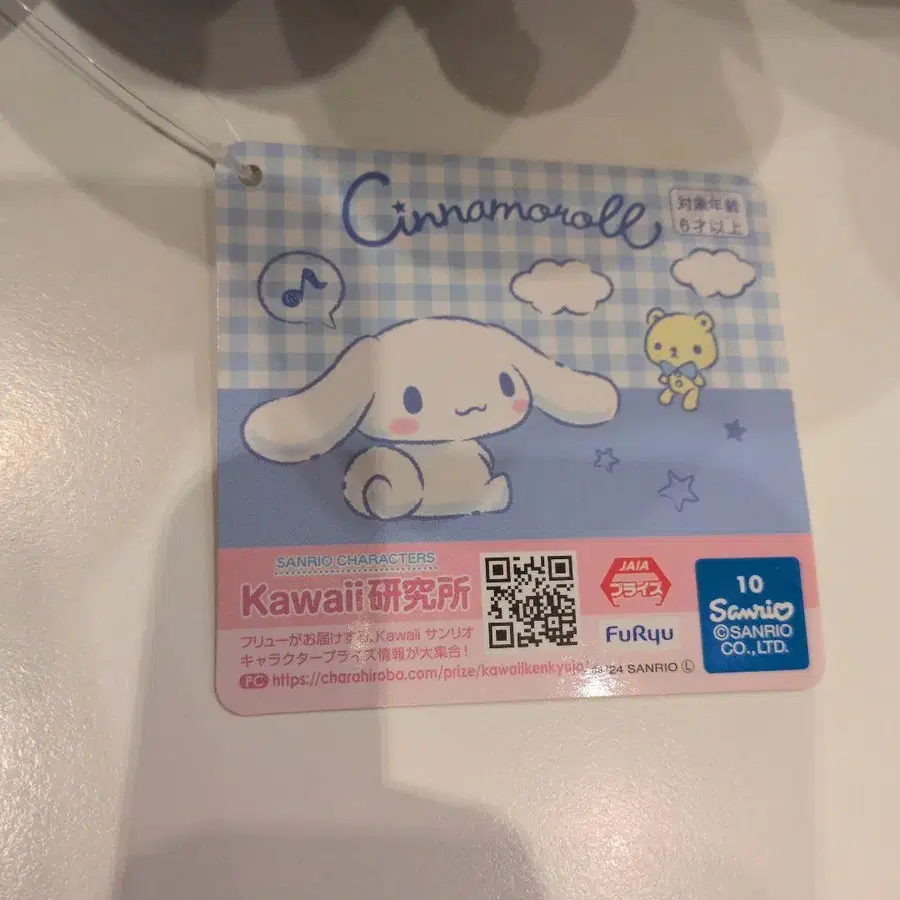 Cinnamoroll
対象年齢
6才以上
SANRIO CHARACTERS
Kawaii研究所
フリューがお届けする、Kawaii サンリオ
キャラクタープライズ情報が大集合!
PC https://charahiroba.com/prize/kawaiikenkyujo/
'24 SANRIO Ⓛ
JAIA
プライズ
FuRyu
10
Sanrio
©SANRIO
CO.,LTD.